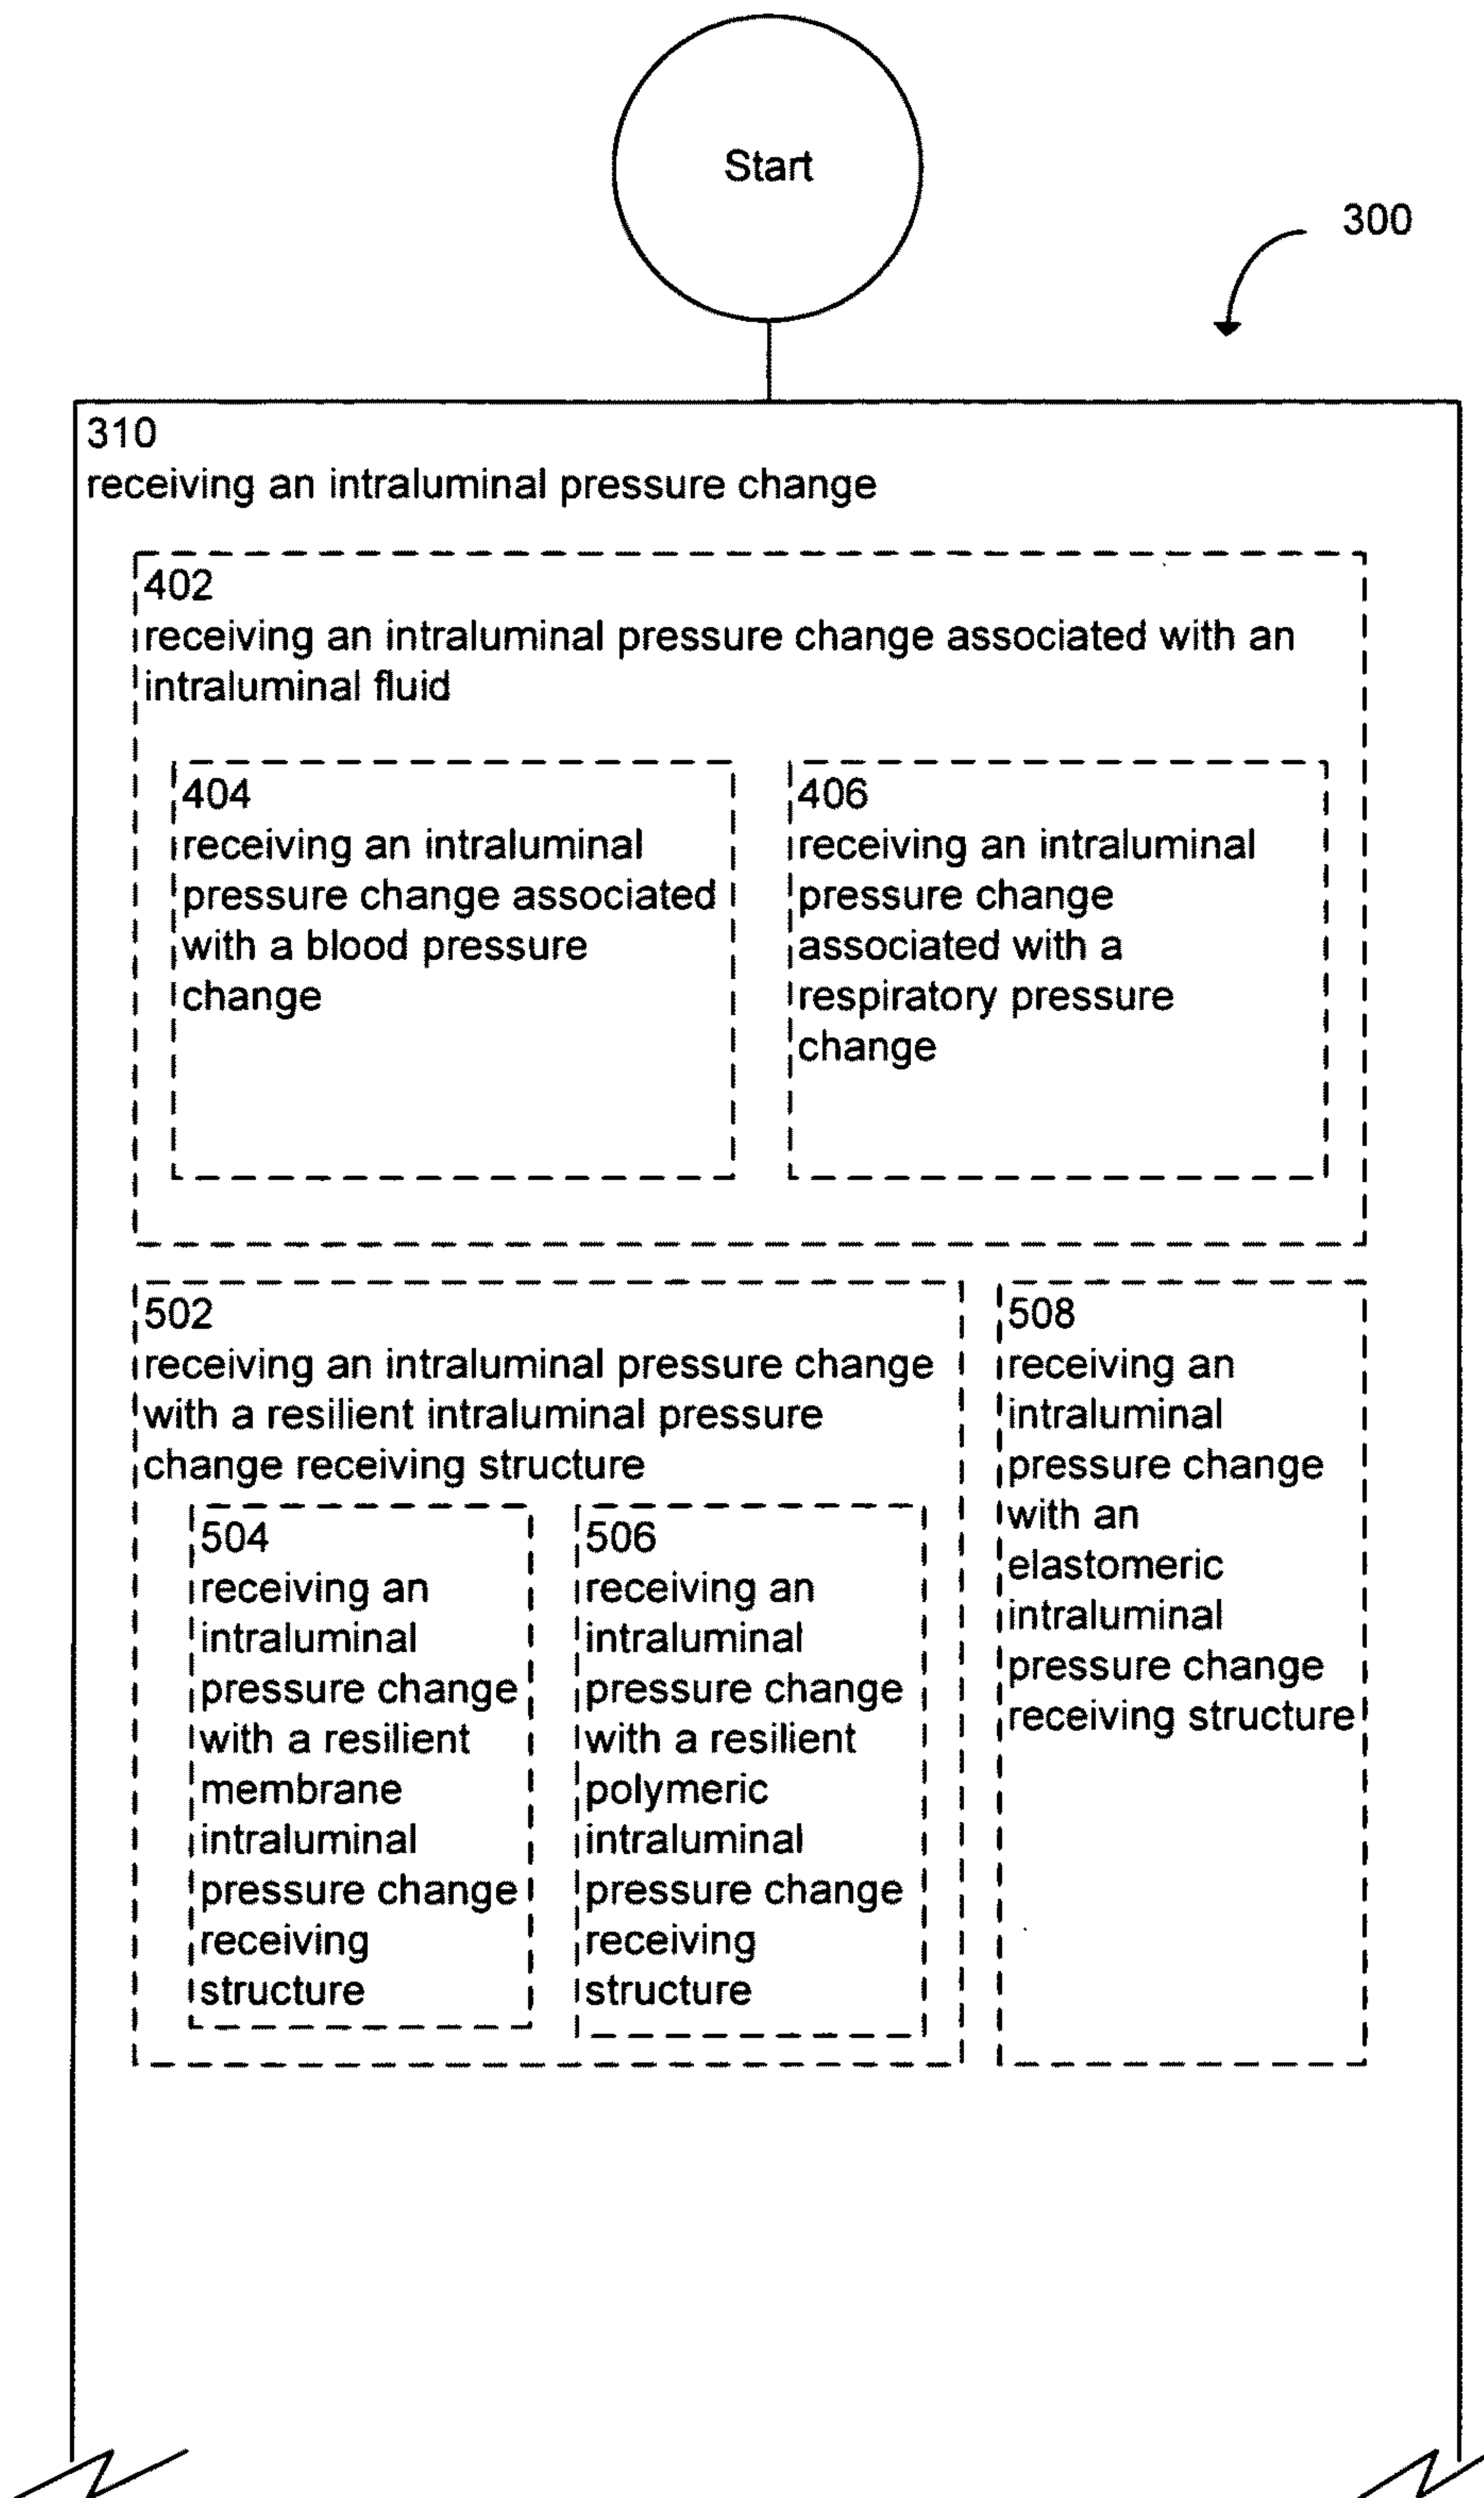 Start
300
310
receiving an intraluminal pressure change
402
receiving an intraluminal pressure change associated with an
intraluminal fluid
404
receiving an intraluminal
pressure change associated
with a blood pressure
change
406
receiving an intraluminal
pressure change
associated with a
respiratory pressure
change
502
receiving an intraluminal pressure change
with a resilient intraluminal pressure
change receiving structure
504
receiving an
intraluminal
pressure change
with a resilient
membrane
intraluminal
pressure change
receiving
structure
506
receiving an
intraluminal
pressure change
with a resilient
polymeric
intraluminal
pressure change
receiving
structure
508
receiving an
intraluminal
pressure change
with an
elastomeric
intraluminal
pressure change
receiving structure